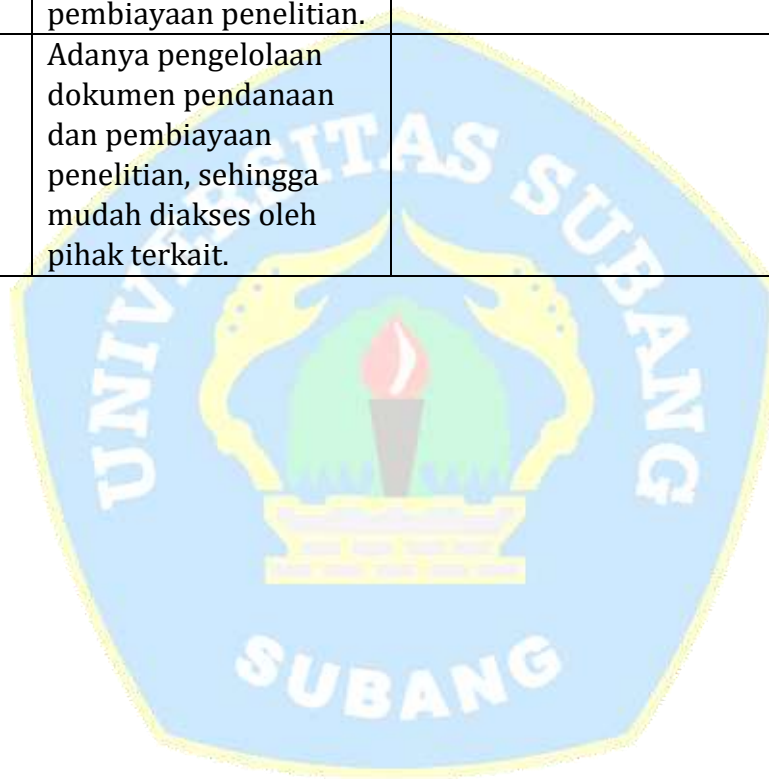 pembiayaan penelitian.
Adanya pengelolaan
dokumen pendanaan
dan pembiayaan
penelitian, sehingga
mudah diakses oleh
pihak terkait.
UNIVERSITAS SUBANG
SUBANG